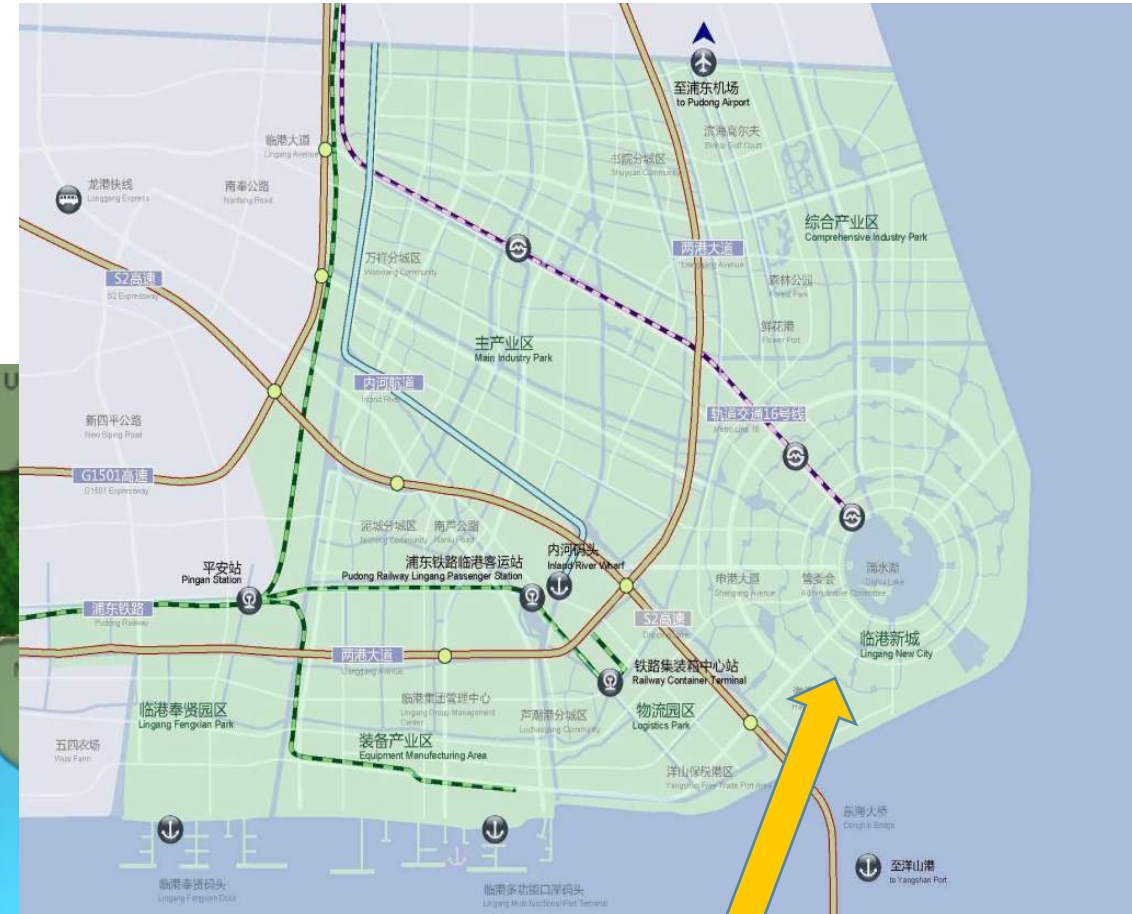 至浦东机场
to Pudong Airport
滨海高尔夫
临港大道
Lingang Avenue
书院分城区
Shuyuan Community
龙港快线
Longgang Express
南奉公路
Nanfeng Road
综合产业区
Comprehensive Industry Park
两港大道
万祥分城区
Wanxiang Community
S2高速
S2 Expressway
森林公园
Forest Park
鲜花港
Flower Port
主产业区
Main Industry Park
内河航道
Inland River
轨道交通16号线
Metro Line 16
新四平公路
New Siping Road
G1501高速
G1501 Expressway
泥城分城区
Nicheng Community
南芦公路
Nanlu Road
内河码头
Inland River Wharf
浦东铁路临港客运站
Pudong Railway Lingang Passenger Station
平安站
Pingan Station
申港大道
Shengang Avenue
管委会
Administrative Committee
滴水湖
Dishui Lake
浦东铁路
Pudong Railway
S2高速
临港新城
Lingang New City
两港大道
Lianggang Avenue
铁路集装箱中心站
Railway Container Terminal
临港集团管理中心
Lingang Group Management
Center
临港奉贤园区
Lingang Fengxian Park
芦潮港分城区
Luchaogang Community
物流园区
Logistics Park
五四农场
Wusi Farm
装备产业区
Equipment Manufacturing Area
洋山保税港区
Yangshan Free Trade Port Area
东海大桥
Donghai Bridge
至洋山港
to Yangshan Port
临港奉贤码头
Lingang Fengxian Dock
临港多功能口岸码头
Lingang Multi-functional Port Terminal